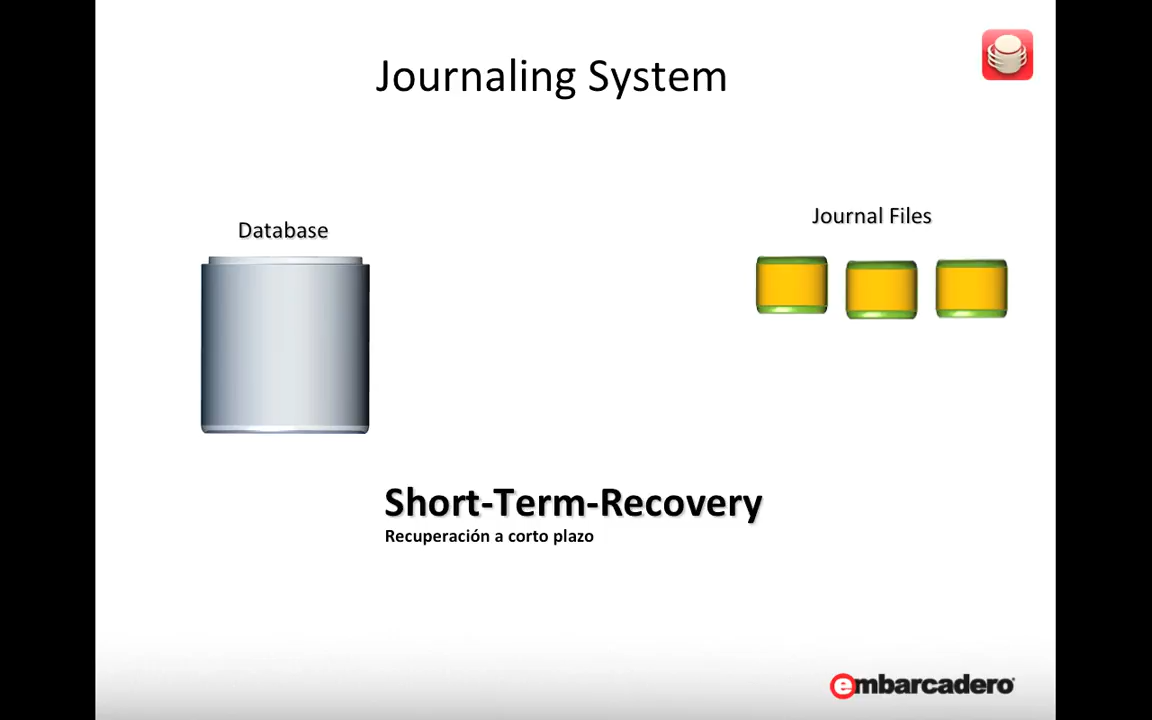 Journaling System
Database
Journal Files
Short-Term-Recovery
Recuperación a corto plazo
embarcadero